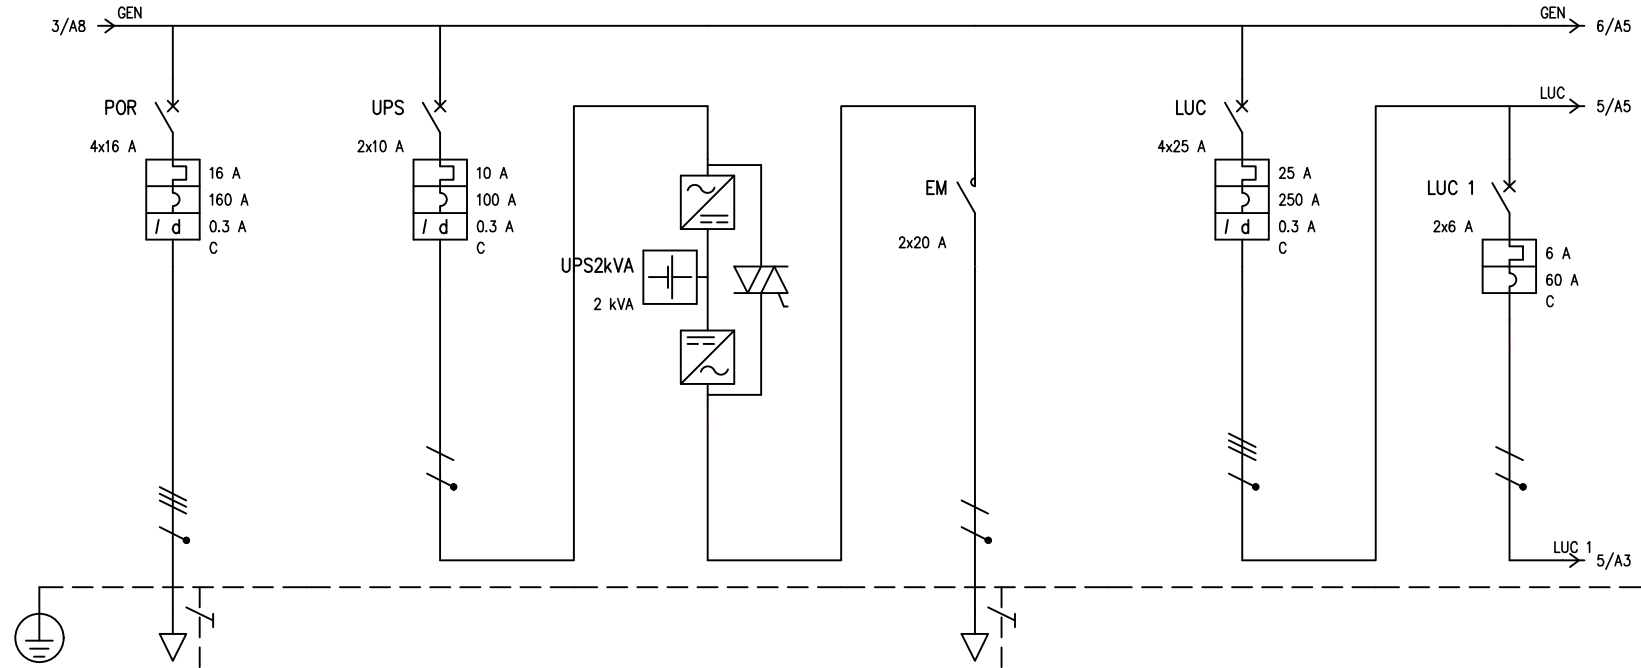 GEN
GEN
3/A8
6/A5
LUC
5/A5
POR
UPS
LUC
4x16 A
2x10 A
4x25 A
16 A
10 A
EM
25 A
LUC 1
160 A
100 A
250 A
I d
0.3 A
I d
0.3 A
I d
0.3 A
2x6 A
C
C
2x20 A
C
6 A
UPS2kVA
60 A
2 kVA
C
LUC 1
5/A3